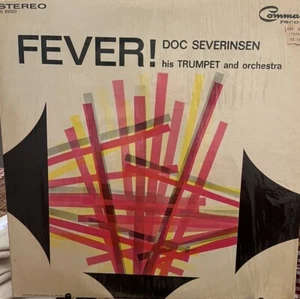 STEREO
Command
FEVER!
DOC SEVERINSEN
his TRUMPET and orchestra